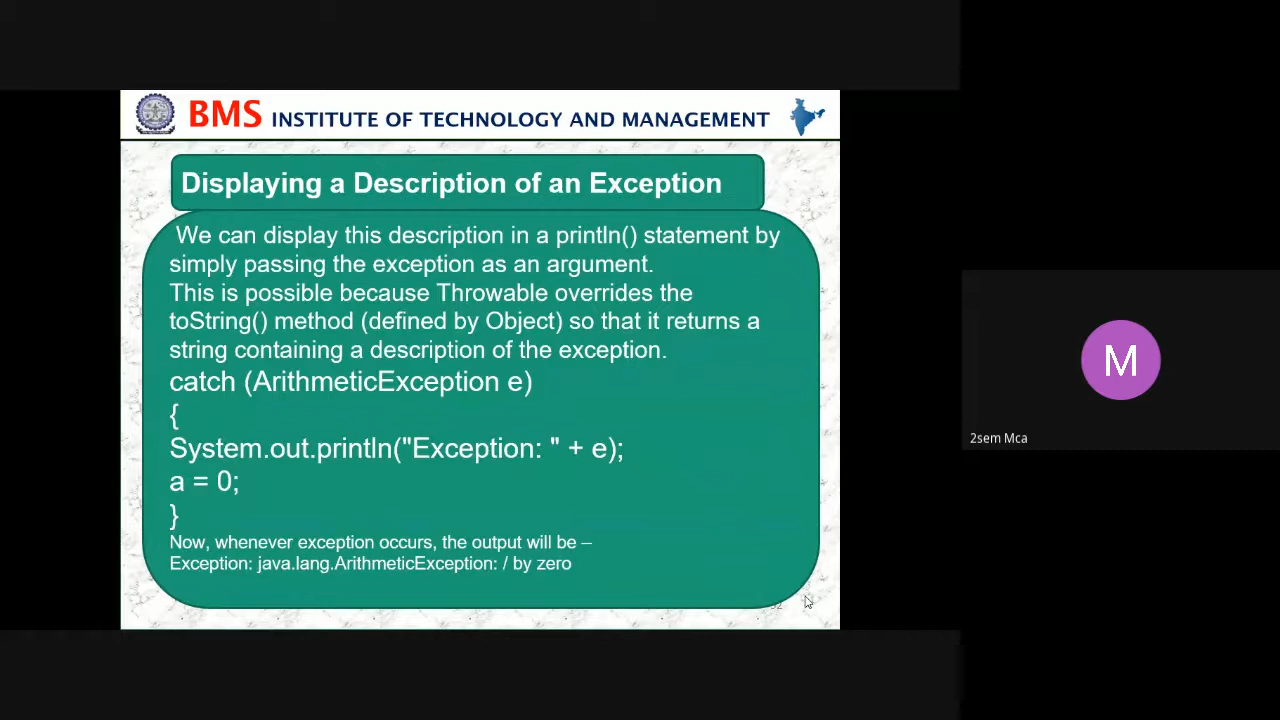 BMS INSTITUTE OF TECHNOLOGY AND MANAGEMENT
Displaying a Description of an Exception
We can display this description in a println() statement by
simply passing the exception as an argument.
This is possible because Throwable overrides the
toString() method (defined by Object) so that it returns a
string containing a description of the exception.
catch (ArithmeticException e)
{
System.out.println("Exception: " + e);
a = 0;
}
Now, whenever exception occurs, the output will be –
Exception: java.lang.ArithmeticException: / by zero
M
2sem Mca